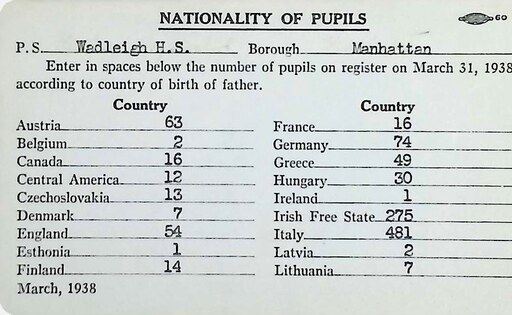 NATIONALITY OF PUPILS
60
P. S. Wadleigh H.S. Borough Manhattan
Enter in spaces below the number of pupils on register on March 31, 1938
according to country of birth of father.
Country
Austria 63
Belgium 2
Canada 16
Central America 12
Czechoslovakia 13
Denmark 7
England 54
Esthonia 1
Finland 14
March, 1938
Country
France 16
Germany 74
Greece 49
Hungary 30
Ireland 1
Irish Free State 275
Italy 481
Latvia 2
Lithuania 7